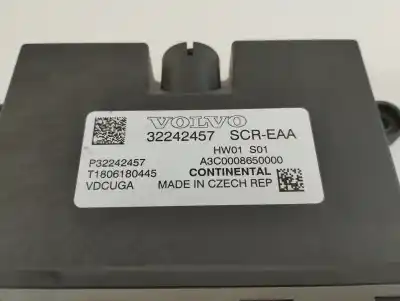 VOLVO
32242457 SCR-EAA
HW01 S01
P32242457 A3C0008650000
T1806180445 CONTINENTAL
VDCUGA MADE IN CZECH REP